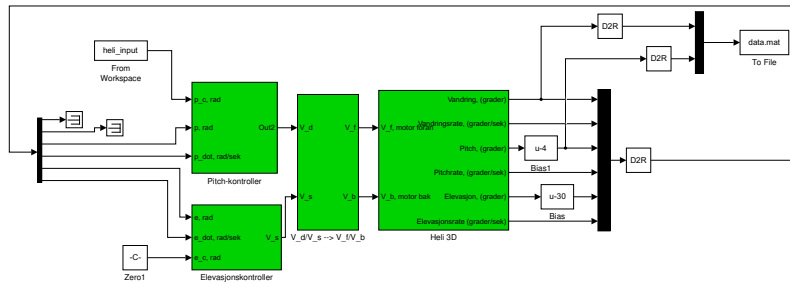 D2R
D2R
data.mat
To File
heli_input
From
Workspace
p_c, rad
p, rad
p_dot, rad/sek
Out2
Pitch-kontroller
V_d
V_s
V_f
V_b
V_d/V_s --> V_f/V_b
V_f, motor foran
V_b, motor bak
Vandring, (grader)
Vandringsrate, (grader/sek)
Pitch, (grader)
Pitchrate, (grader/sek)
Elevasjon, (grader)
Elevasjonsrate (grader/sek)
Heli 3D
u-4
Bias1
u-30
Bias
D2R
e, rad
e_dot, rad/sek
e_c, rad
V_s
Elevasjonskontroller
-C-
Zero1